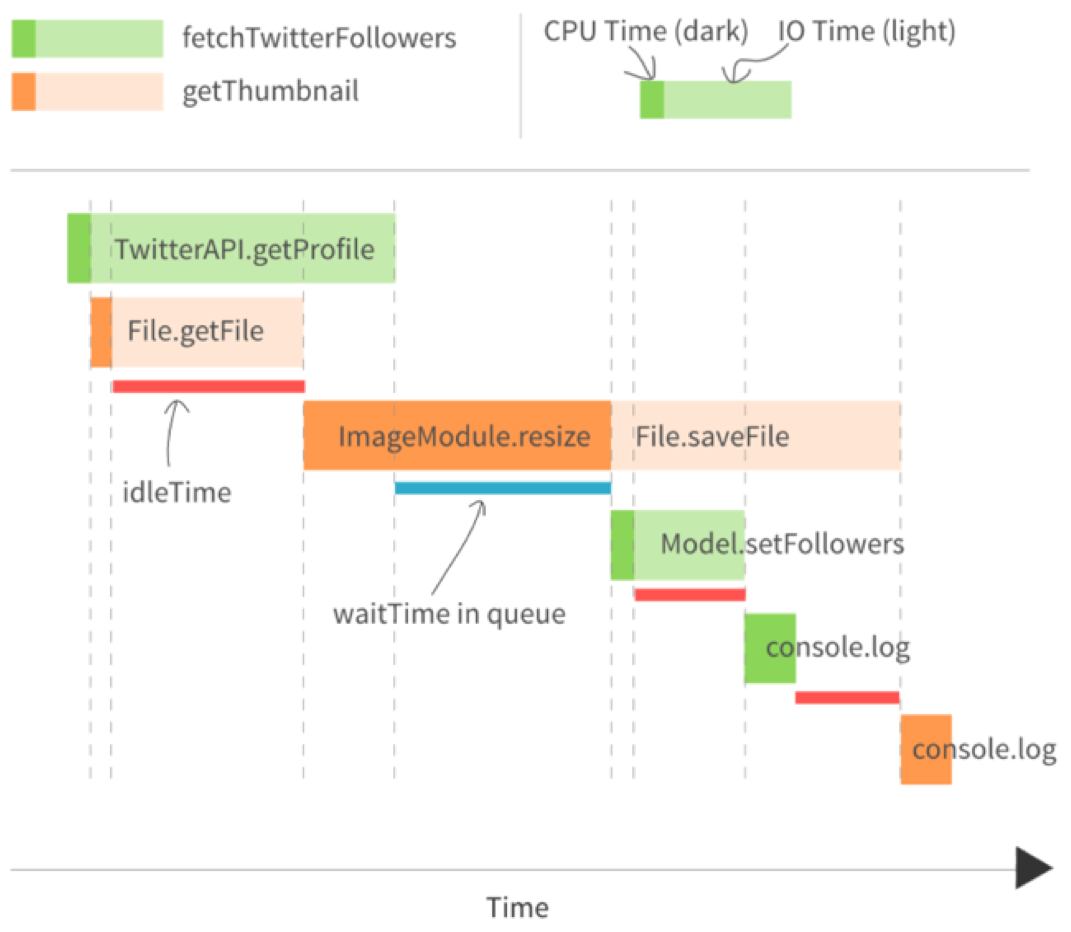 fetchTwitterFollowers
getThumbnail
CPU Time (dark)
IO Time (light)
TwitterAPI.getProfile
File.getFile
idleTime
ImageModule.resize
File.saveFile
waitTime in queue
Model.setFollowers
console.log
console.log
Time